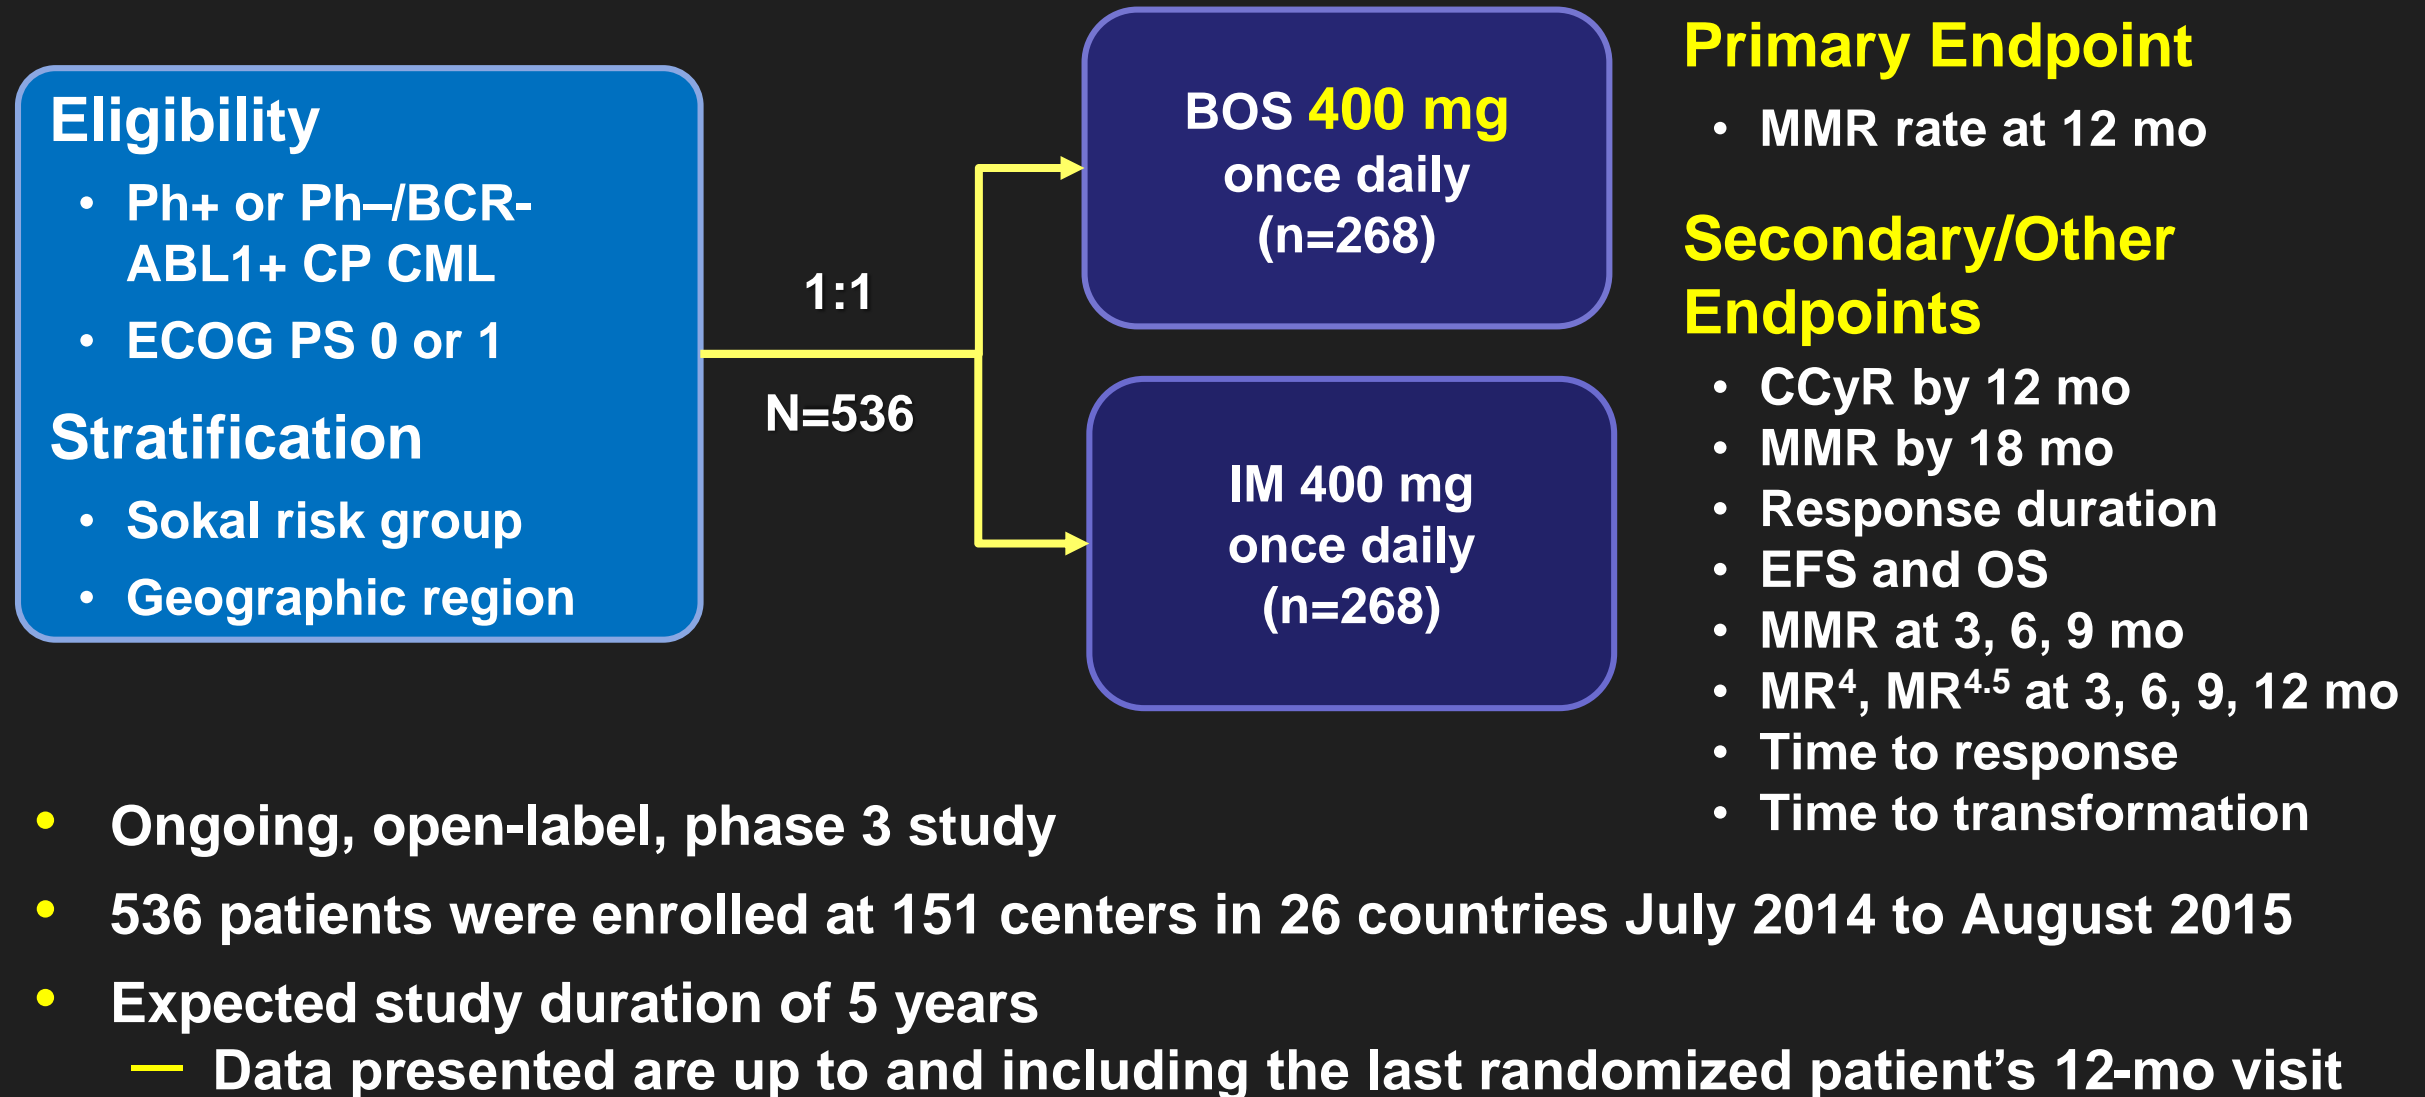 Eligibility
• Ph+ or Ph–/BCR-
ABL1+ CP CML
• ECOG PS 0 or 1
Stratification
• Sokal risk group
• Geographic region
1:1
N=536
BOS 400 mg
once daily
(n=268)
IM 400 mg
once daily
(n=268)
Primary Endpoint
• MMR rate at 12 mo
Secondary/Other
Endpoints
• CCyR by 12 mo
• MMR by 18 mo
• Response duration
• EFS and OS
• MMR at 3, 6, 9 mo
• MR⁴, MR⁴·⁵ at 3, 6, 9, 12 mo
• Time to response
• Time to transformation
• Ongoing, open-label, phase 3 study
• 536 patients were enrolled at 151 centers in 26 countries July 2014 to August 2015
• Expected study duration of 5 years
— Data presented are up to and including the last randomized patient’s 12-mo visit